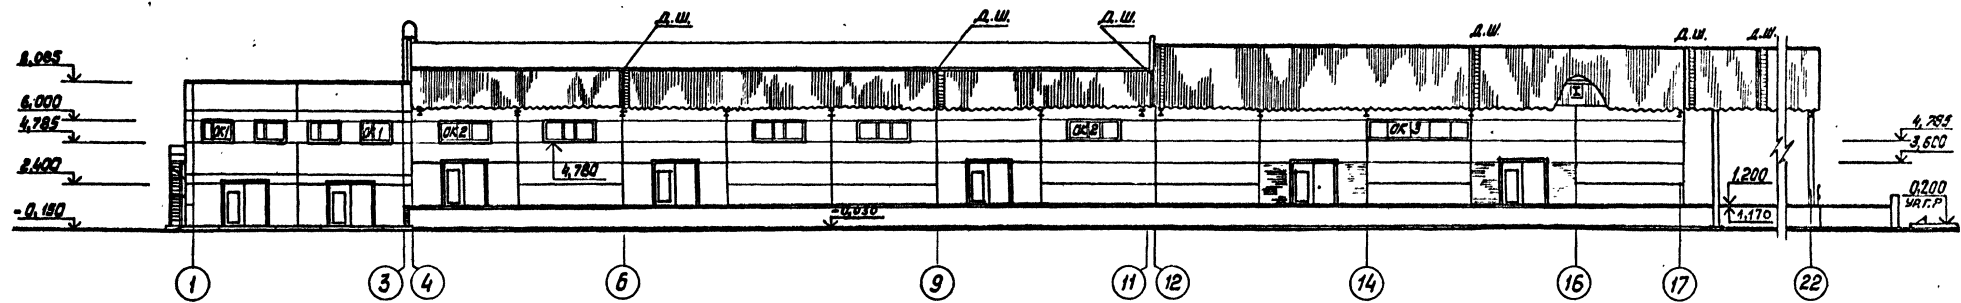 Д.Ш.
Д.Ш.
Д.Ш.
Д.Ш.
Д.Ш.
Д.Ш.
8,085
6,000
4,785
2,400
-0,150
ОК1
ОК1
ОК2
4,780
ОК2
ОК3
-0,030
4,785
3,600
1,200
1,170
0,200
УР.Г.Р
1
3
4
6
9
11
12
14
16
17
22